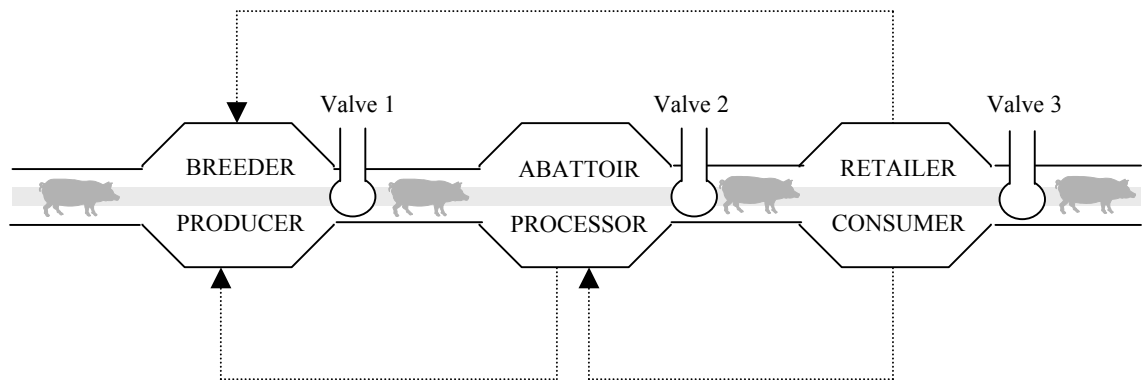 Valve 1
Valve 2
Valve 3
BREEDER
ABATTOIR
RETAILER
PRODUCER
PROCESSOR
CONSUMER